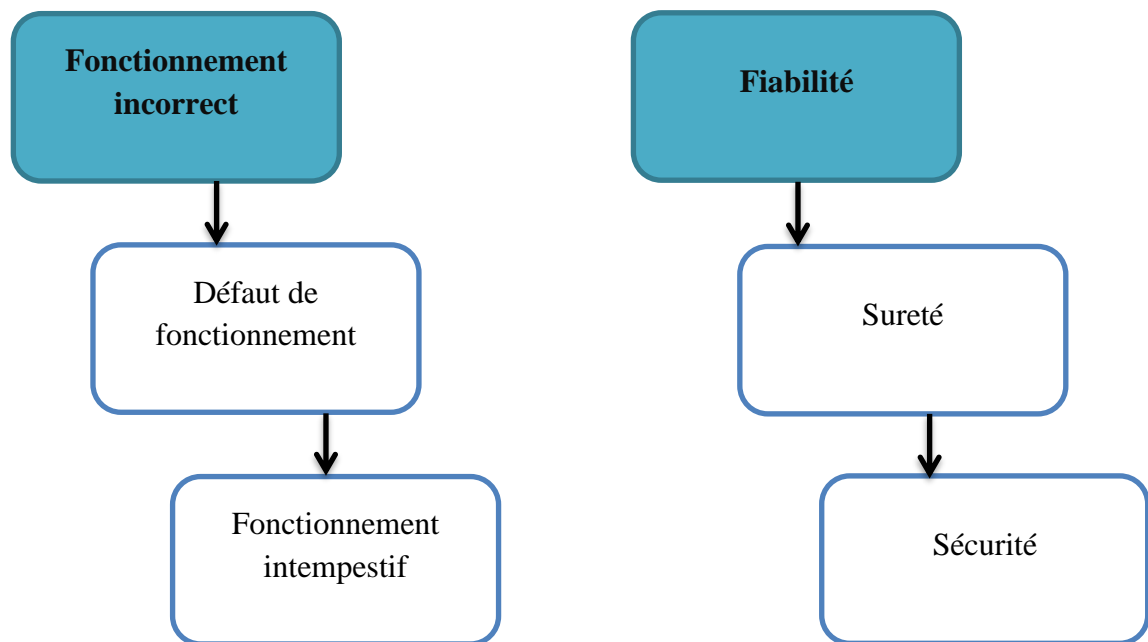 Fonctionnement
incorrect
Défaut de
fonctionnement
Fonctionnement
intempestif
Fiabilité
Sureté
Sécurité